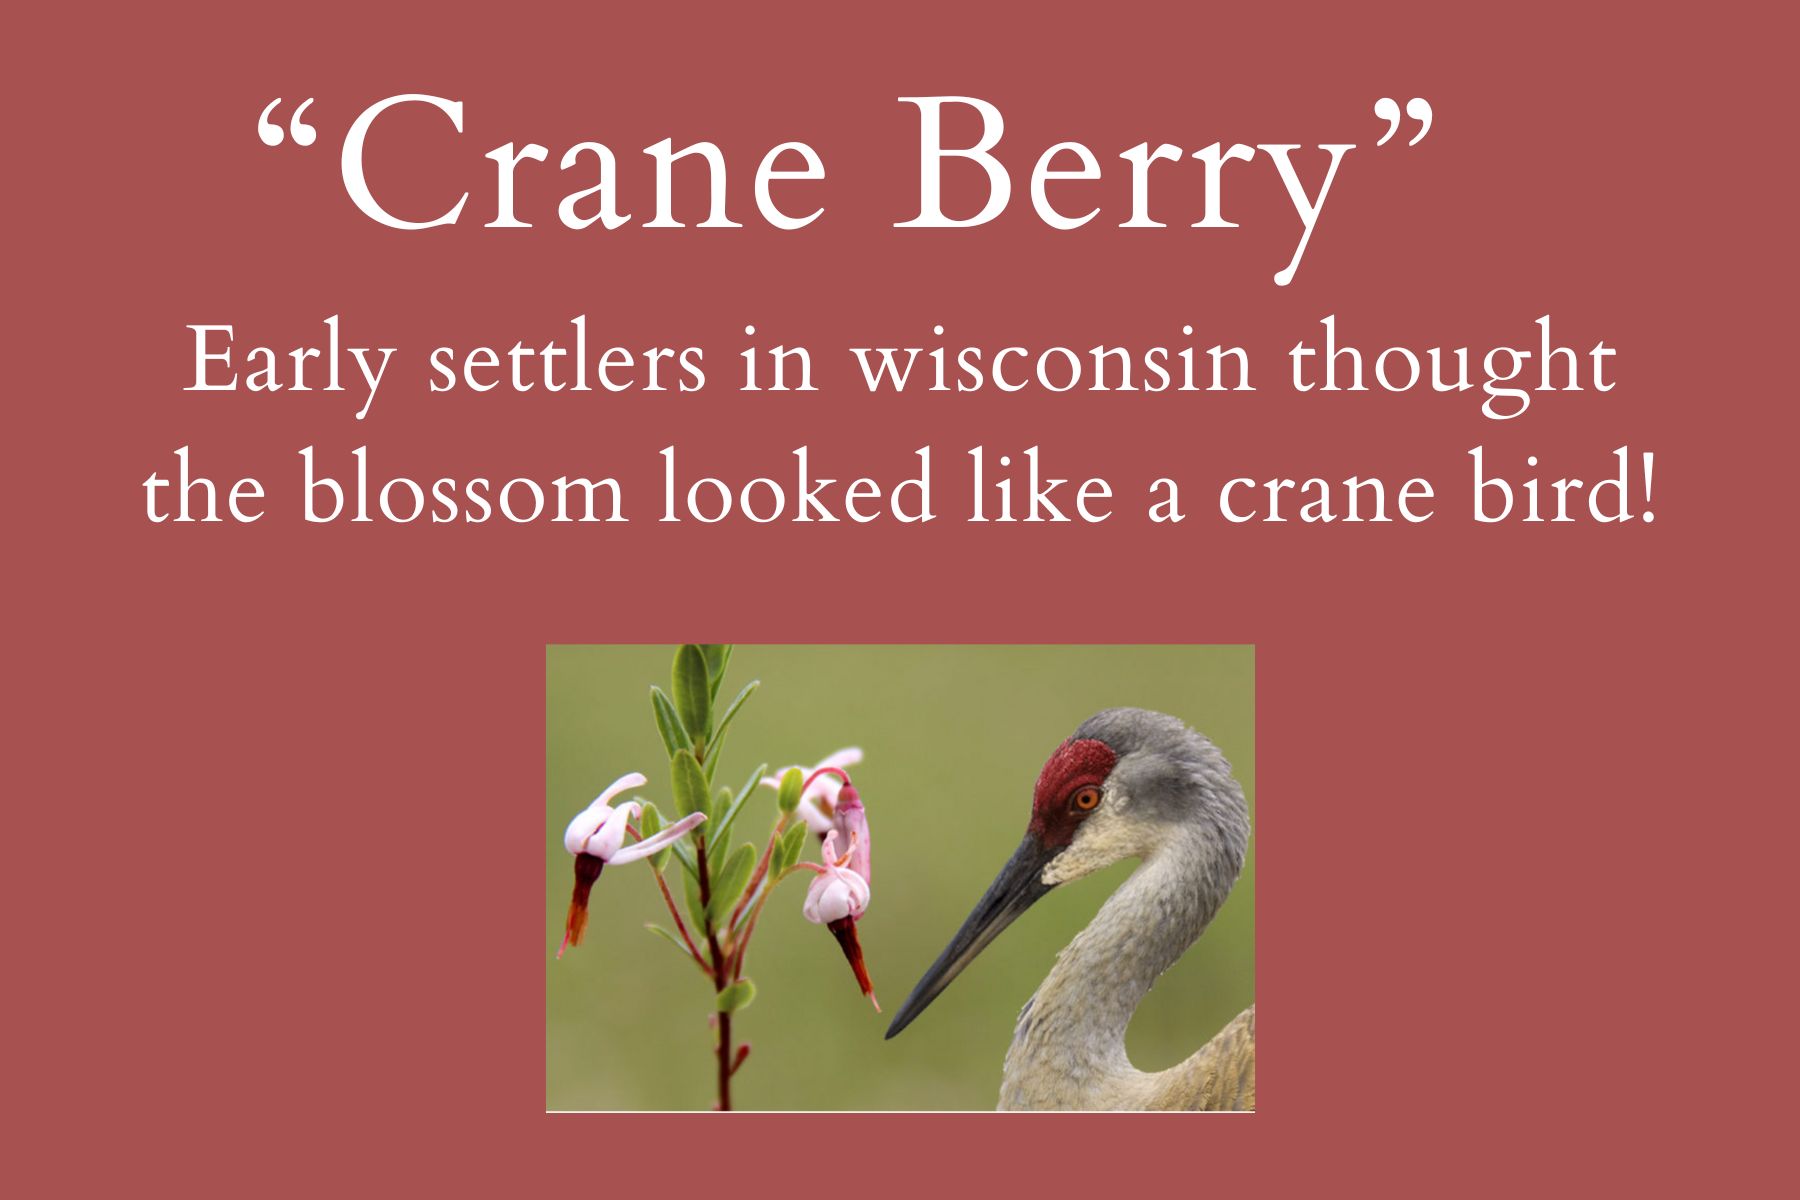 “Crane Berry”
Early settlers in wisconsin thought
the blossom looked like a crane bird!